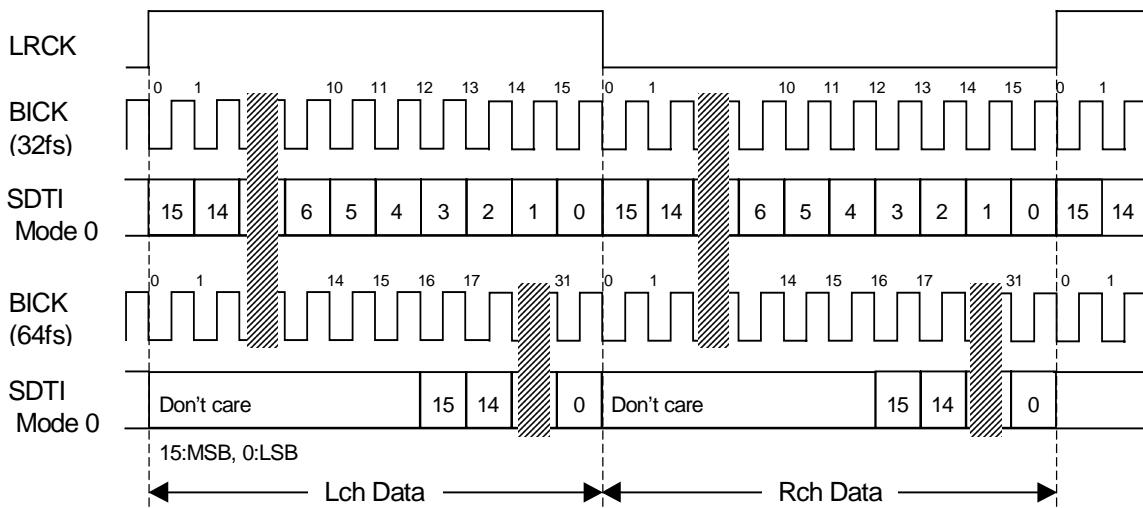 LRCK
0 1 10 11 12 13 14 15 0 1 10 11 12 13 14 15 0 1
BICK
(32fs)
SDTI
Mode 0
15 14 6 5 4 3 2 1 0 15 14 6 5 4 3 2 1 0 15 14
0 1 14 15 16 17 31 0 1 14 15 16 17 31 0 1
BICK
(64fs)
SDTI
Mode 0
Don't care 15 14 0 Don't care 15 14 0
15:MSB, 0:LSB
Lch Data Rch Data